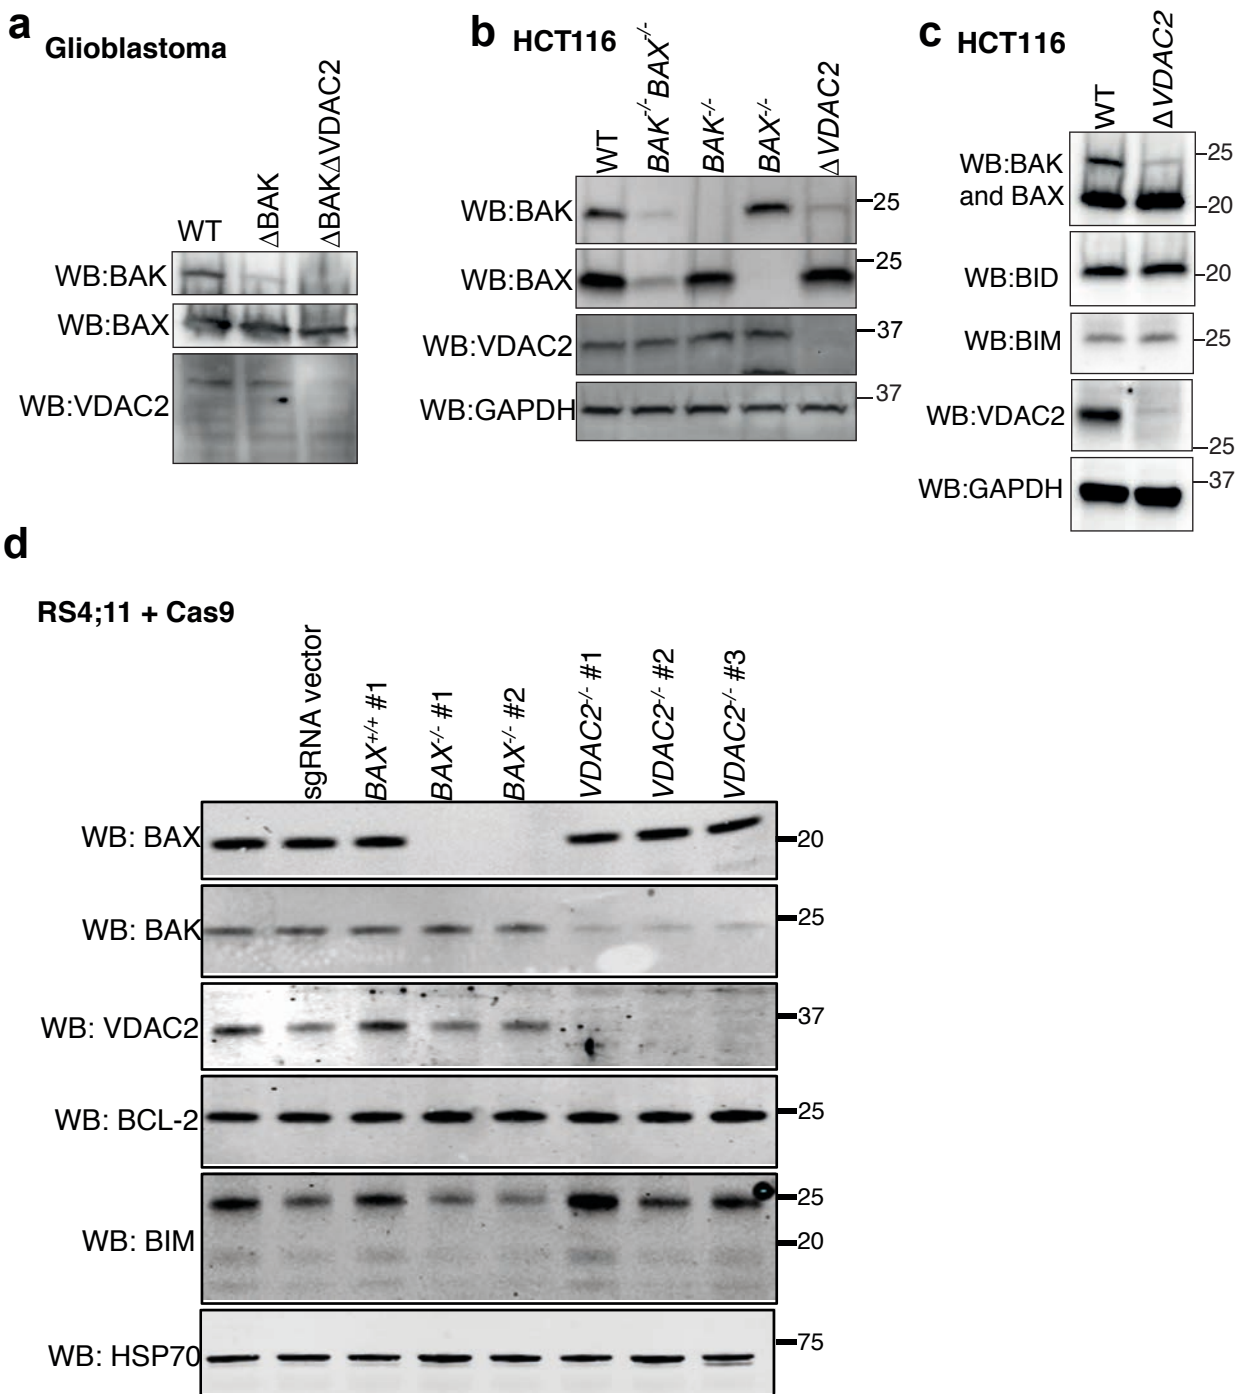 a
Glioblastoma
WT
ΔBAK
ΔBAKΔVDAC2
WB:BAK
WB:BAX
WB:VDAC2
b
HCT116
WT
BAK-/-BAX-/-
BAK-/-
BAX-/-
ΔVDAC2
WB:BAK
25
WB:BAX
25
WB:VDAC2
37
WB:GAPDH
37
c
HCT116
WT
ΔVDAC2
WB:BAK
and BAX
25
20
WB:BID
20
WB:BIM
25
WB:VDAC2
25
WB:GAPDH
37
d
RS4;11 + Cas9
sgRNA vector
BAX+/+ #1
BAX-/- #1
BAX-/- #2
VDAC2-/- #1
VDAC2-/- #2
VDAC2-/- #3
WB: BAX
20
WB: BAK
25
WB: VDAC2
37
WB: BCL-2
25
WB: BIM
25
20
WB: HSP70
75